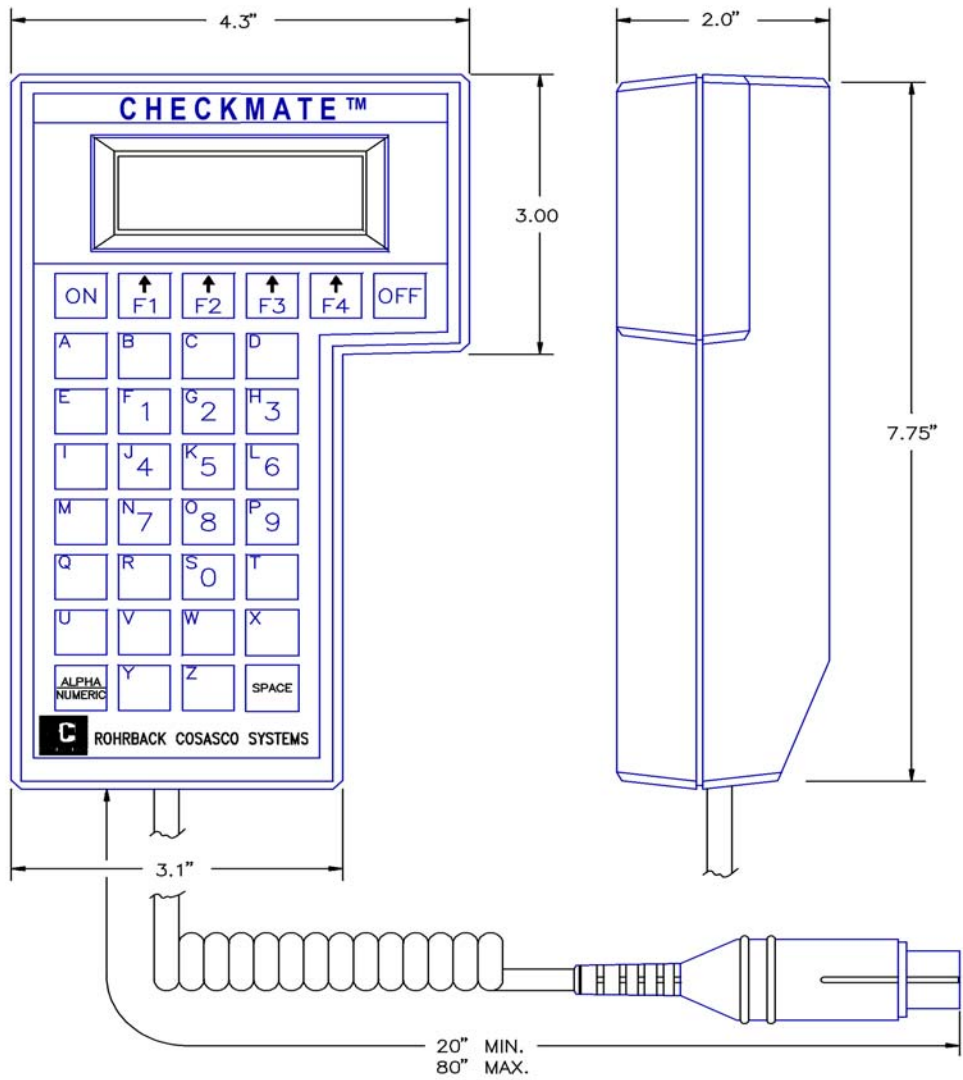 4.3”
2.0”
CHECKMATE™
3.00
7.75”
ON F1 F2 F3 F4 OFF
A B C D
E F 1 G 2 H 3
I J 4 K 5 L 6
M N 7 O 8 P 9
Q R S 0 T
U V W X
ALPHA NUMERIC Y Z SPACE
C ROHRBACK COSASCO SYSTEMS
3.1”
20” MIN.
80” MAX.